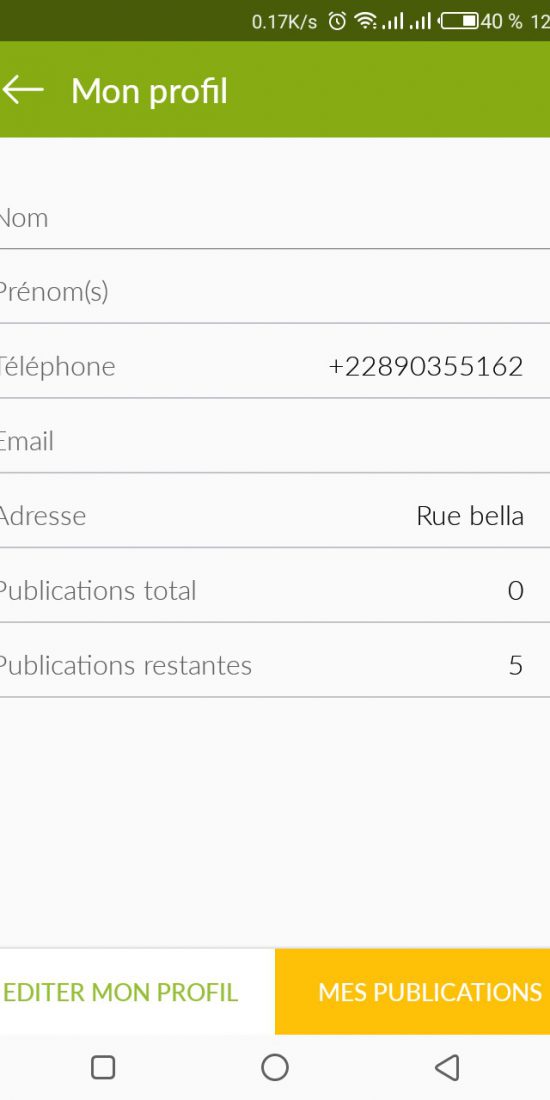 0.17K/s 40 % 12
Mon profil
Nom
Prénom(s)
Téléphone +22890355162
Email
Adresse Rue bella
Publications total 0
Publications restantes 5
EDITER MON PROFIL MES PUBLICATIONS